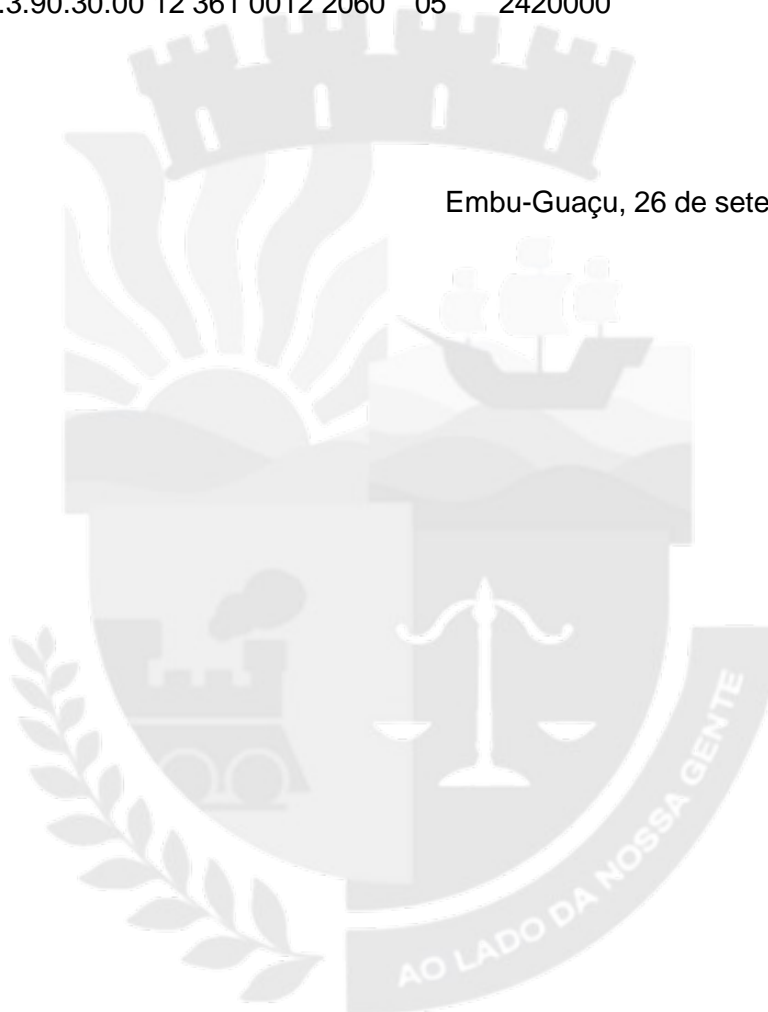 .3.90.30.00 12 361 0012 2060 05 2420000
Embu-Guaçu, 26 de sete
AO LADO DA NOSSA GENTE